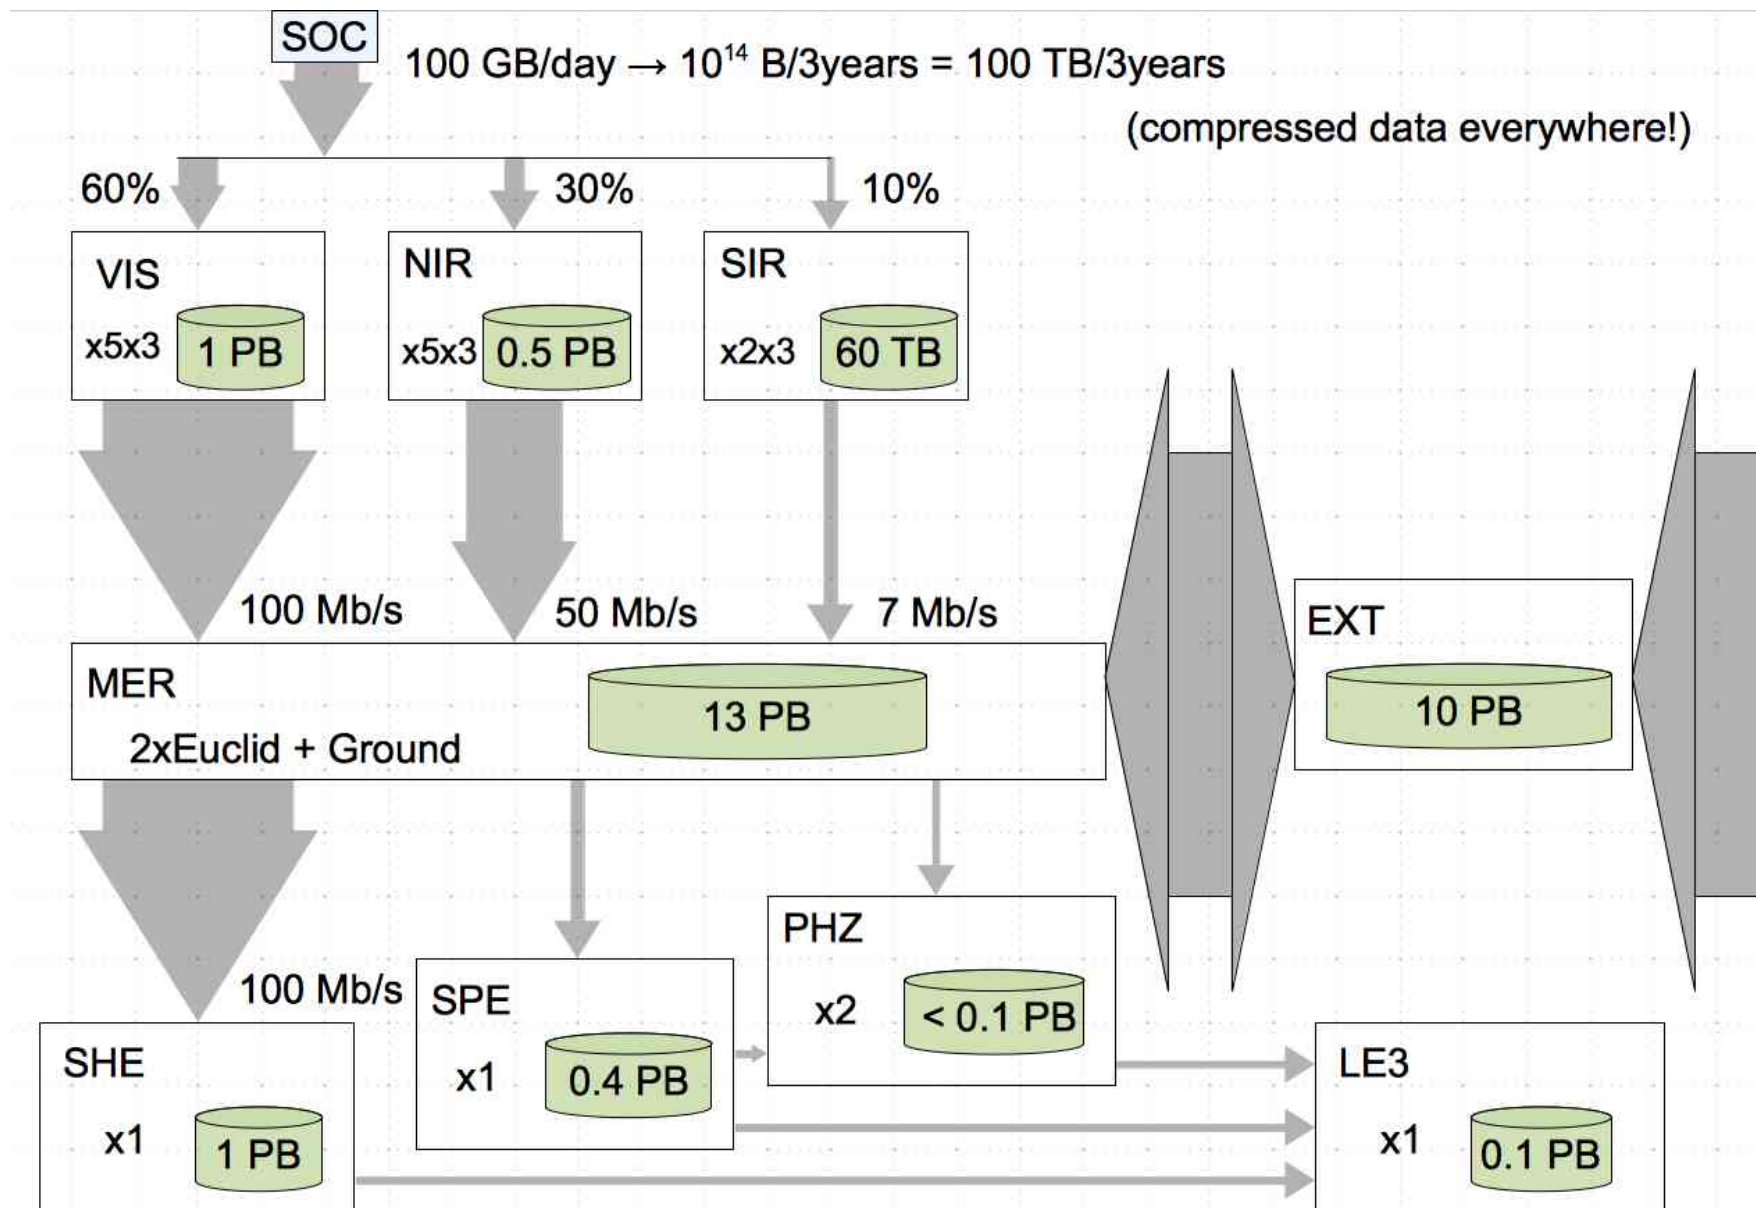 SOC
100 GB/day → 10¹⁴ B/3years = 100 TB/3years
(compressed data everywhere!)
60%
30%
10%
VIS
x5x3
1 PB
NIR
x5x3
0.5 PB
SIR
x2x3
60 TB
100 Mb/s
50 Mb/s
7 Mb/s
MER
13 PB
2xEuclid + Ground
EXT
10 PB
100 Mb/s
SHE
x1
1 PB
SPE
x1
0.4 PB
PHZ
x2
< 0.1 PB
LE3
x1
0.1 PB